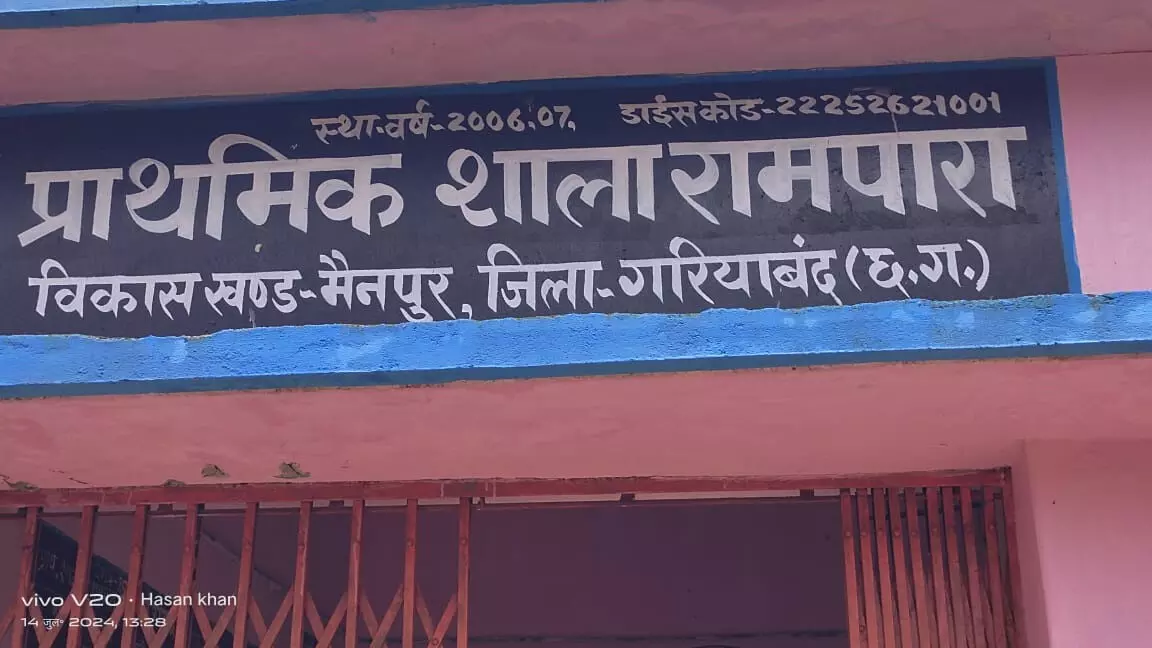 स्था.वर्ष-2006.07, डाईसकोड-22252621001
प्राथमिक शाला रामपारा
विकास खण्ड-मैनपुर, जिला-गरियाबंद (छ.ग.)
vivo V20 · Hasan khan
14 जुल॰ 2024, 13:28